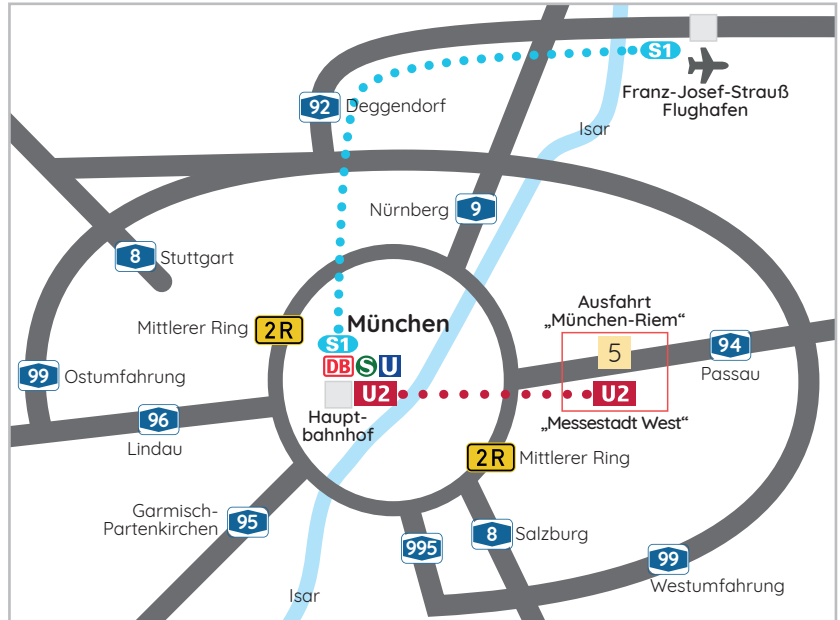 S1
Franz-Josef-Strauß
Flughafen
92
Deggendorf
Isar
Nürnberg
9
8
Stuttgart
Ausfahrt
„München-Riem“
Mittlerer Ring
2R
München
S1
5
94
Passau
DB S U
99
Ostumfahrung
U2
U2
Haupt-
bahnhof
„Messestadt West“
96
Lindau
2R
Mittlerer Ring
Garmisch-
Partenkirchen
95
995
8
Salzburg
99
Westumfahrung
Isar